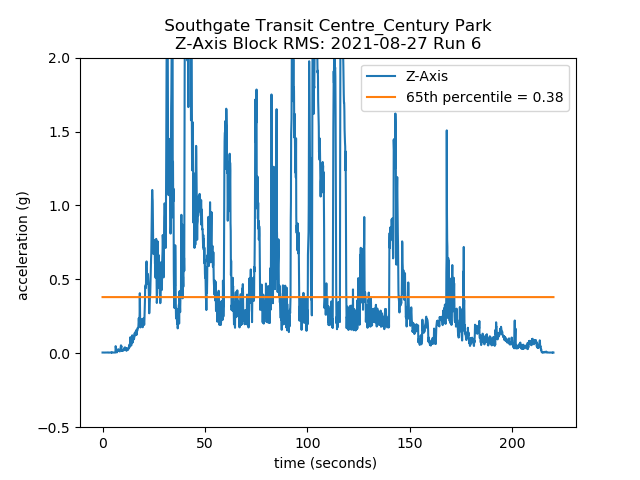 Southgate Transit Centre_Century Park
Z-Axis Block RMS: 2021-08-27 Run 6
Z-Axis
65th percentile = 0.38
2.0
1.5
1.0
0.5
0.0
−0.5
acceleration (g)
0
50
100
150
200
time (seconds)